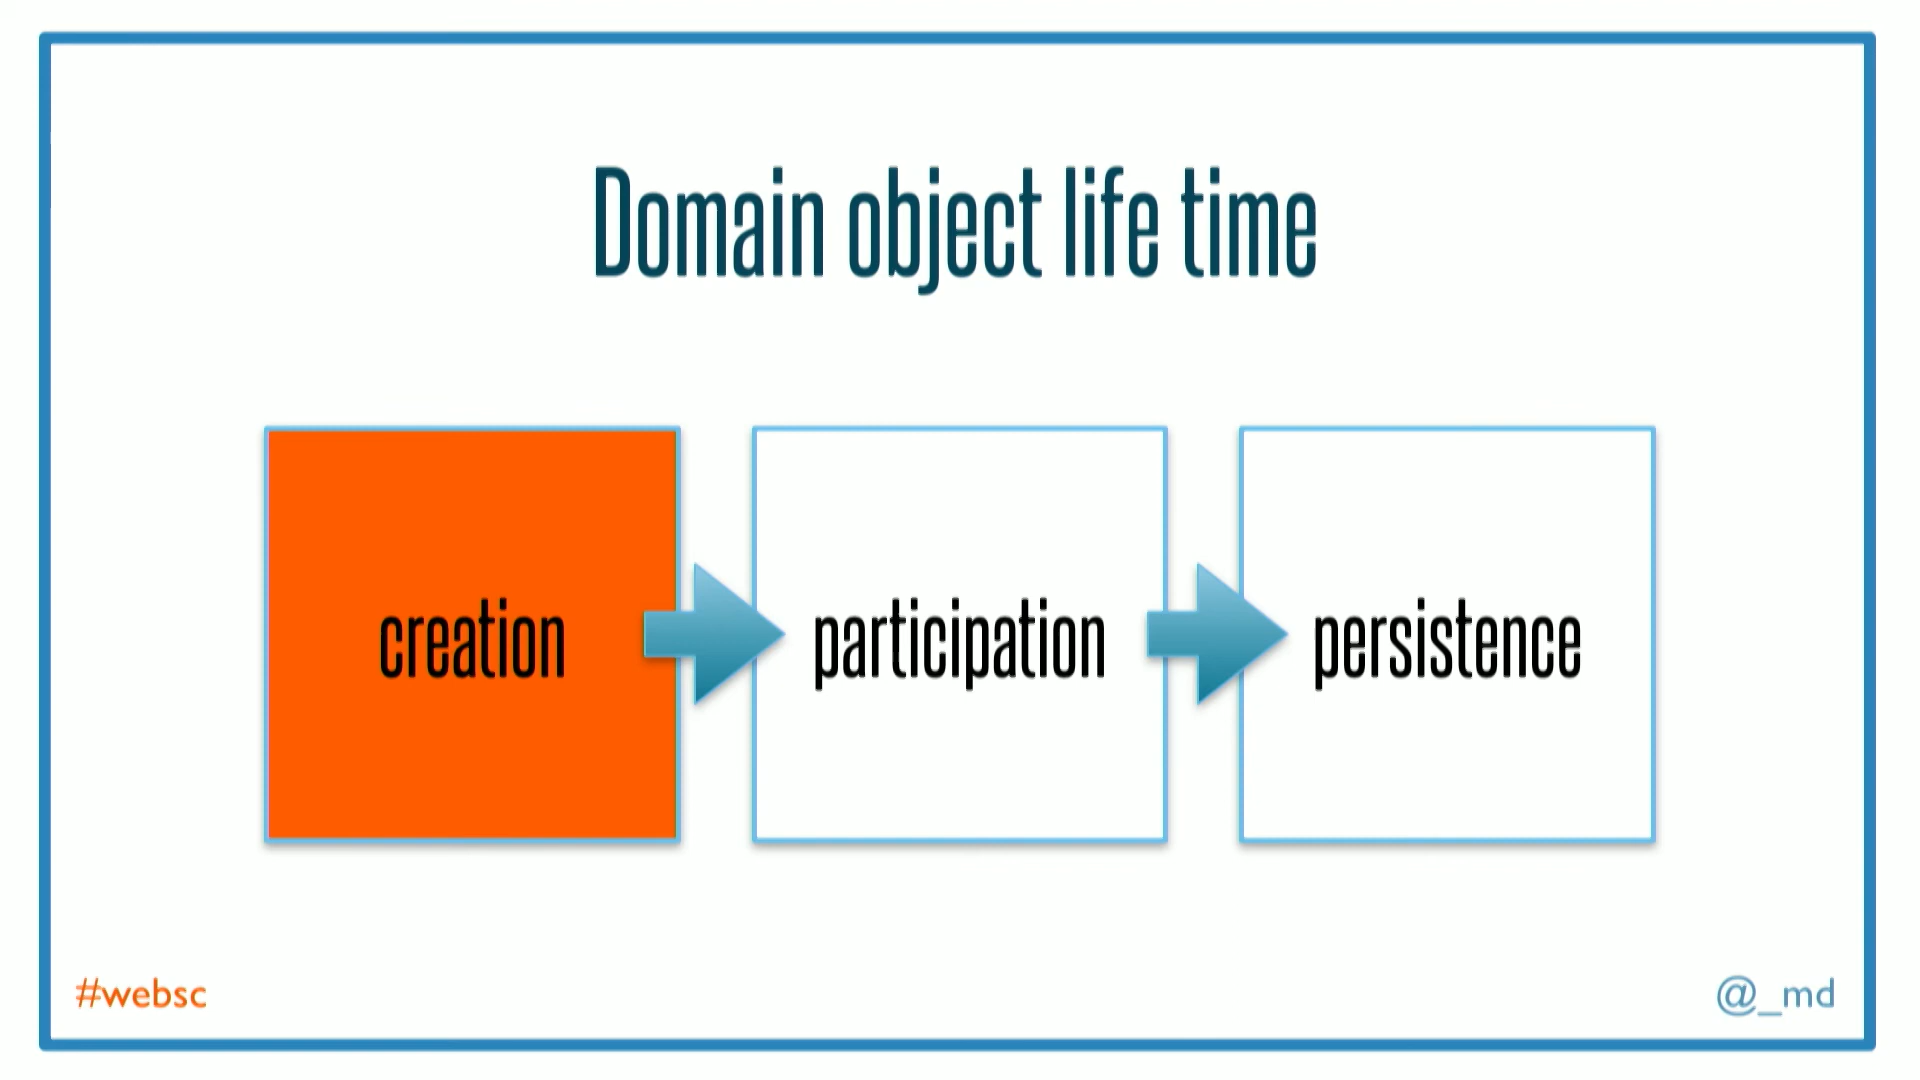 Domain object life time
creation
participation
persistence
#websc
@_md